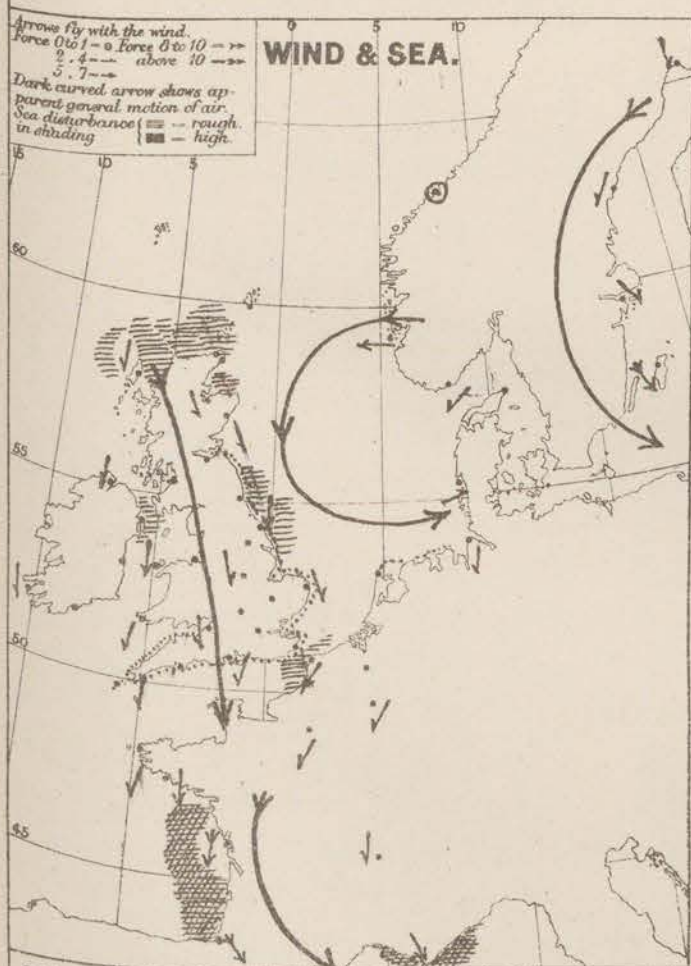 Arrows fly with the wind.
Force 0 to 1 – o Force 8 to 10 –
2 . 4 – above 10 –
5 . 7 –
Dark curved arrow shows ap-
parent general motion of air.
Sea disturbance { – rough.
in shading { – high.
WIND & SEA.
0
10
15
10
5
5
60
55
50
45